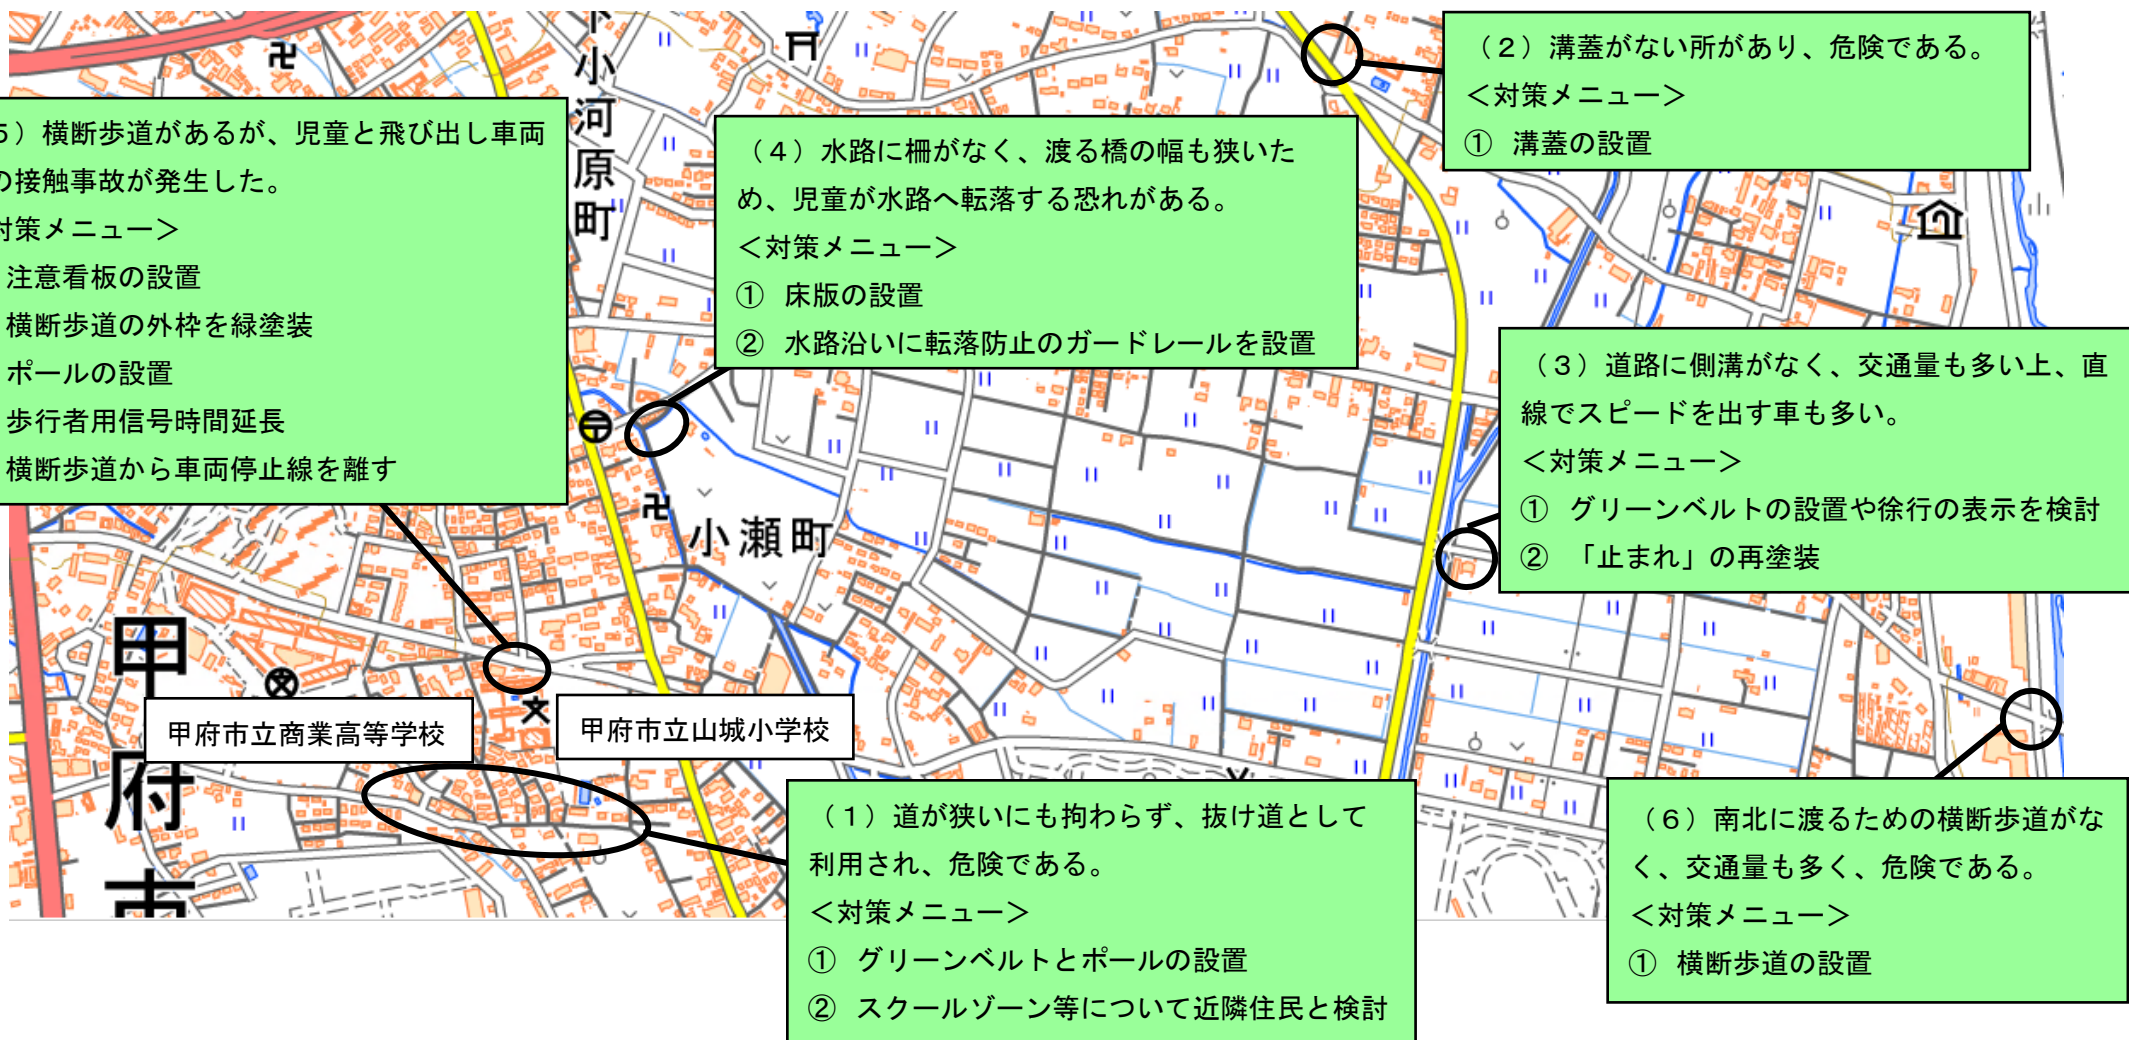 下小河原町
（２）溝蓋がない所があり、危険である。
＜対策メニュー＞
① 溝蓋の設置
５）横断歩道があるが、児童と飛び出し車両
の接触事故が発生した。
対策メニュー＞
注意看板の設置
横断歩道の外枠を緑塗装
ポールの設置
歩行者用信号時間延長
横断歩道から車両停止線を離す
（４）水路に柵がなく、渡る橋の幅も狭いた
め、児童が水路へ転落する恐れがある。
＜対策メニュー＞
① 床版の設置
② 水路沿いに転落防止のガードレールを設置
（３）道路に側溝がなく、交通量も多い上、直
線でスピードを出す車も多い。
＜対策メニュー＞
① グリーンベルトの設置や徐行の表示を検討
② 「止まれ」の再塗装
小瀬町
甲府市
甲府市立商業高等学校
甲府市立山城小学校
（１）道が狭いにも拘わらず、抜け道として
利用され、危険である。
＜対策メニュー＞
① グリーンベルトとポールの設置
② スクールゾーン等について近隣住民と検討
（６）南北に渡るための横断歩道がな
く、交通量も多く、危険である。
＜対策メニュー＞
① 横断歩道の設置